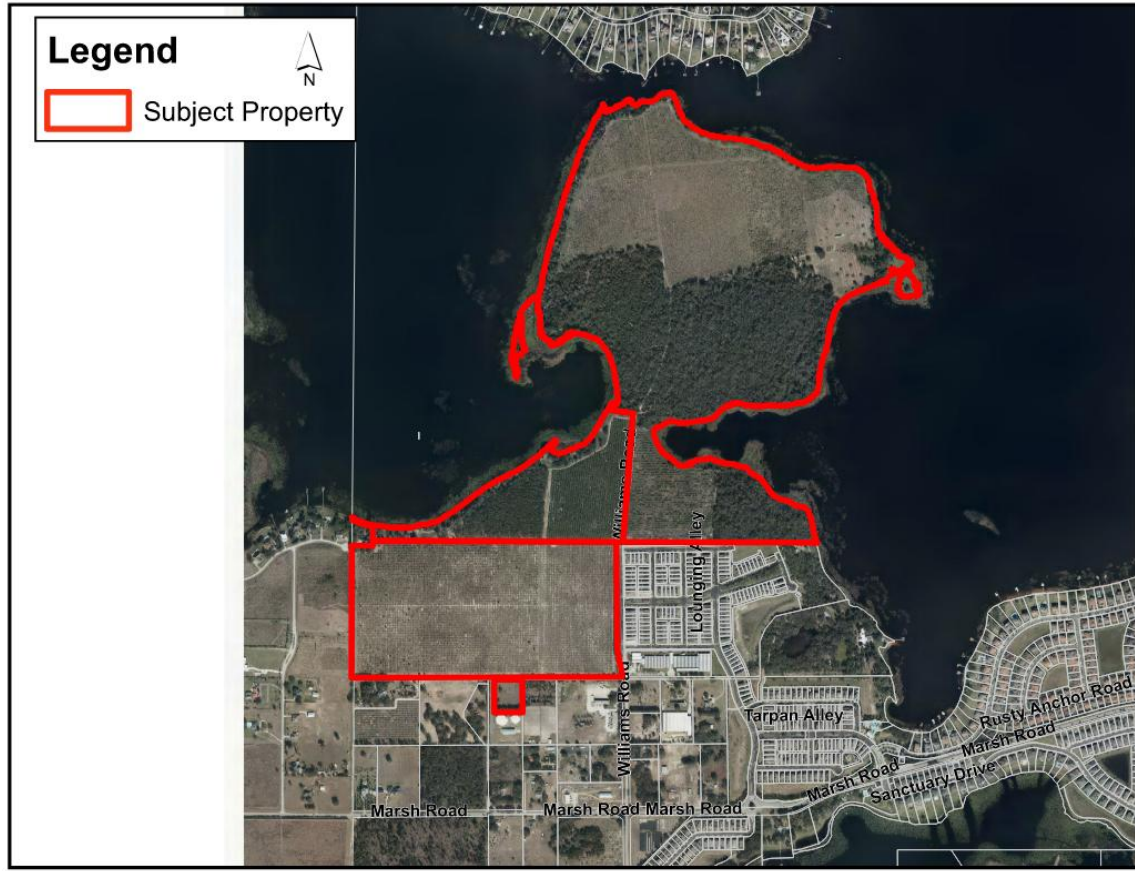 Legend
N
Subject Property
Williams Road
Lounging Alley
Williams Road
Tarpan Alley
Rusty Anchor Road
Marsh Road
Marsh Road
Sanctuary Drive
Marsh Road
Marsh Road
Marsh Road